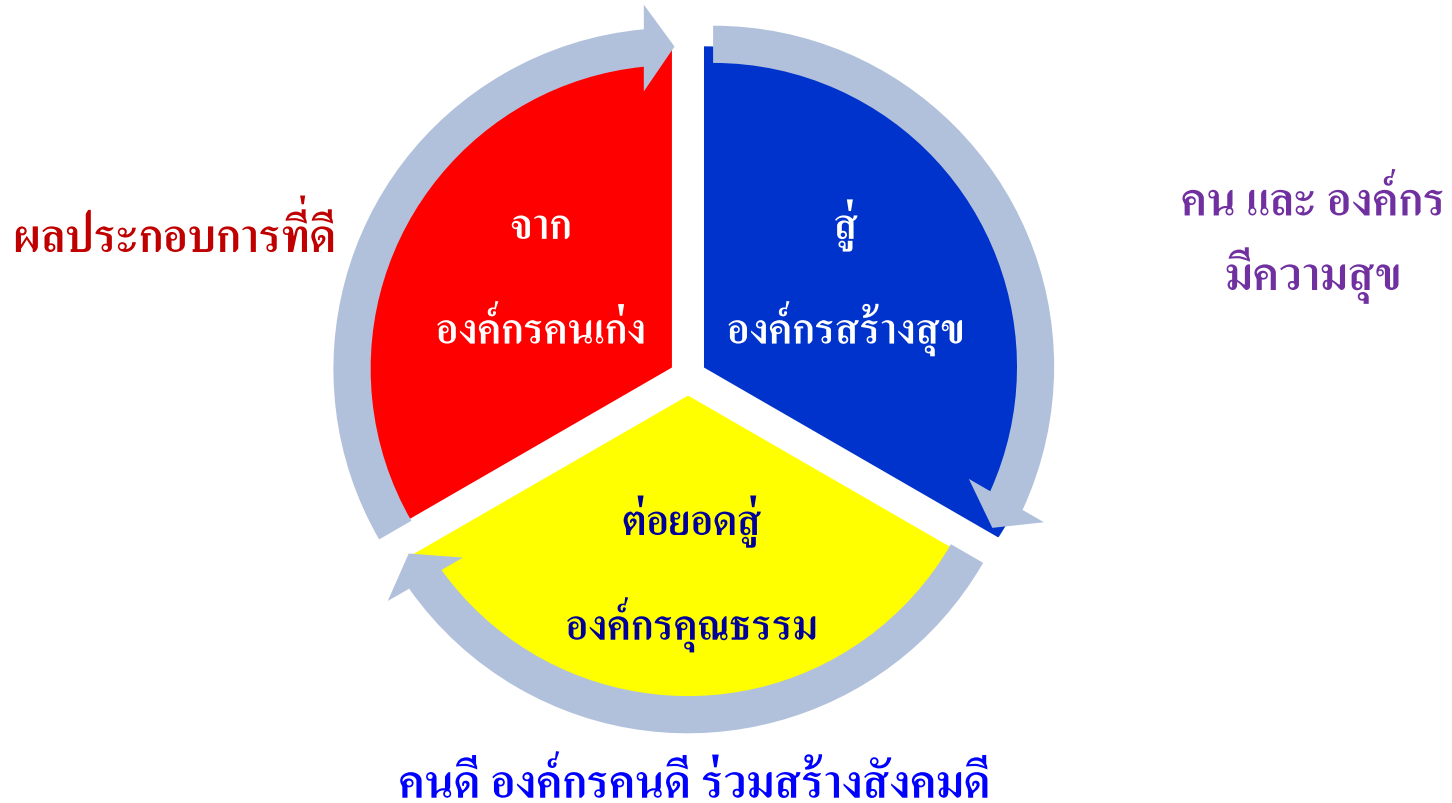 ผลประกอบการที่ดี
จาก
องค์กรคนเก่ง
สู่
องค์กรสร้างสุข
คน และ องค์กร
มีความสุข
ต่อยอดสู่
องค์กรคุณธรรม
คนดี องค์กรคนดี ร่วมสร้างสังคมดี